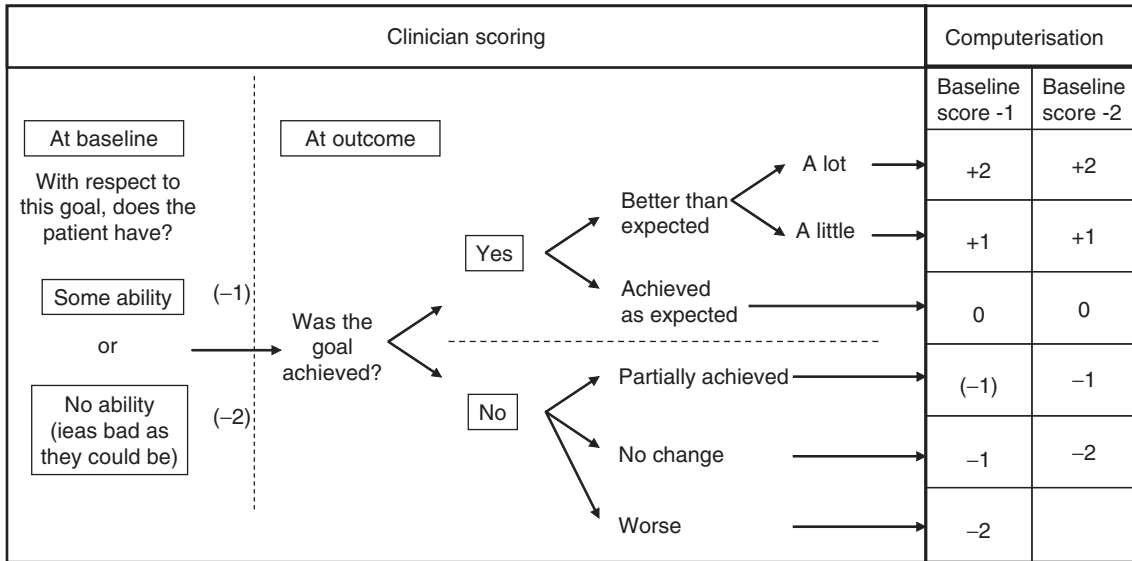 Clinician scoring
Computerisation
Baseline
score -1
Baseline
score -2
At baseline
With respect to
this goal, does the
patient have?
Some ability
(−1)
or
No ability
(ieas bad as
they could be)
(−2)
At outcome
Was the
goal
achieved?
Yes
Better than
expected
A lot
+2
+2
A little
+1
+1
Achieved
as expected
0
0
No
Partially achieved
(−1)
−1
No change
−1
−2
Worse
−2